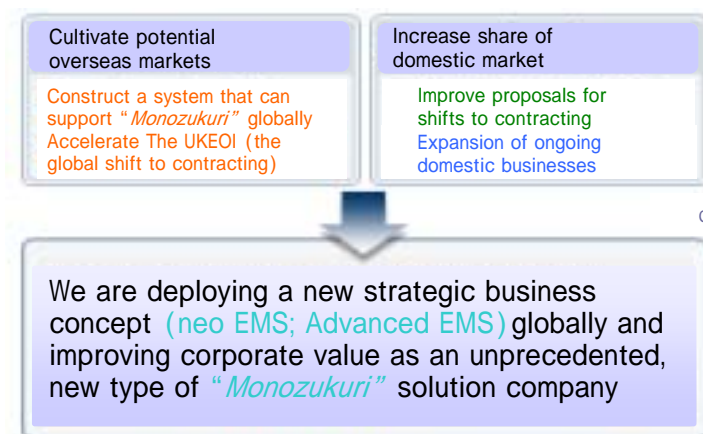 Cultivate potential
overseas markets
Construct a system that can
support “Monozukuri” globally
Accelerate The UKEOI (the
global shift to contracting)
Increase share of
domestic market
Improve proposals for
shifts to contracting
Expansion of ongoing
domestic businesses
We are deploying a new strategic business
concept (neo EMS; Advanced EMS) globally and
improving corporate value as an unprecedented,
new type of “Monozukuri” solution company